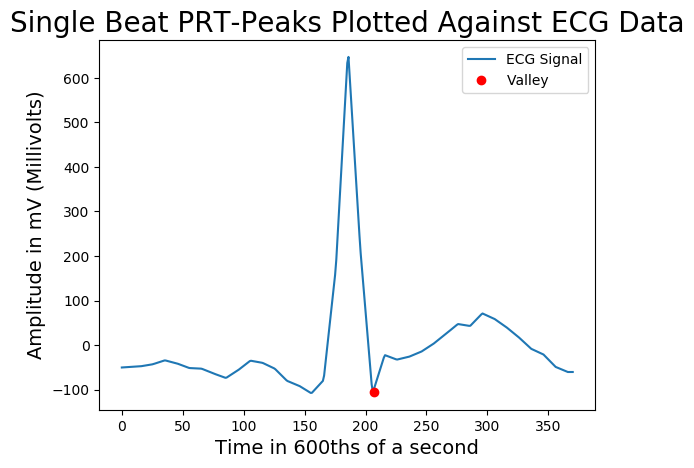 Single Beat PRT-Peaks Plotted Against ECG Data
ECG Signal
Valley
Amplitude in mV (Millivolts)
600
500
400
300
200
100
0
−100
0 50 100 150 200 250 300 350
Time in 600ths of a second